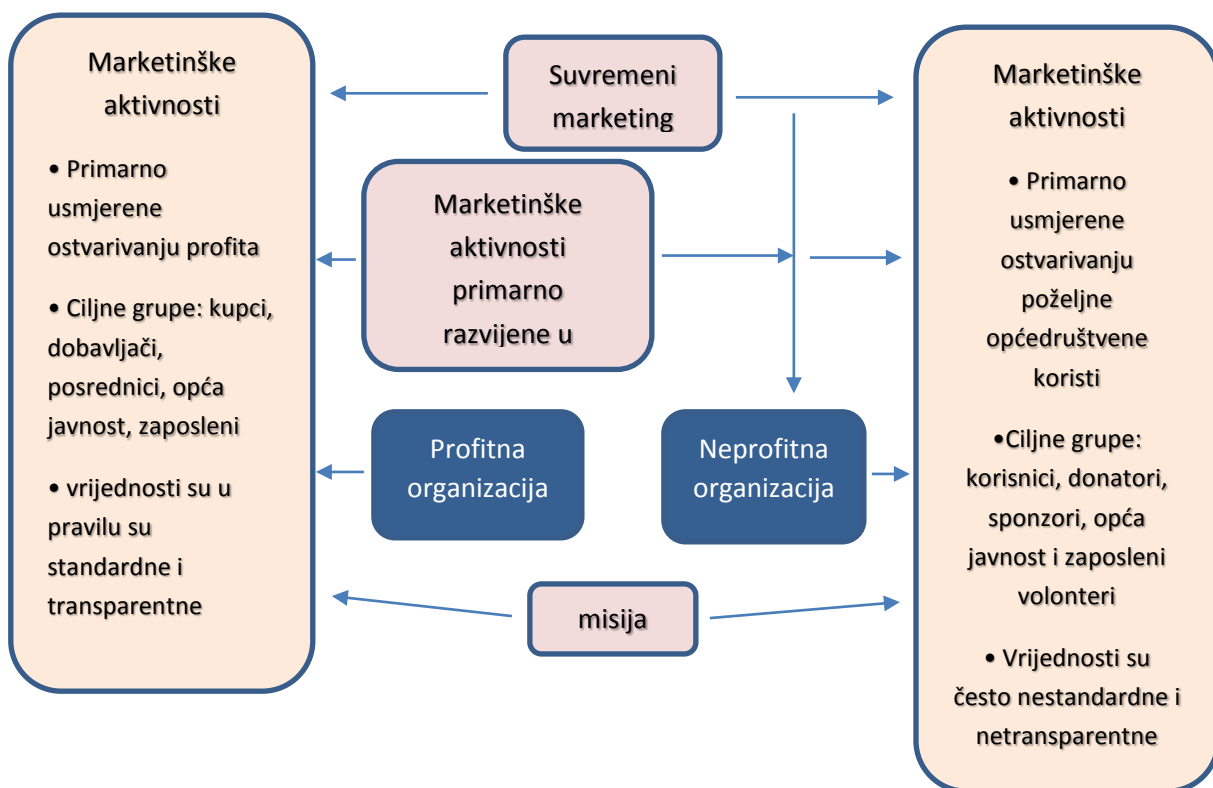 Marketinške
aktivnosti
• Primarno
usmjerene
ostvarivanju profita
• Ciljne grupe: kupci,
dobavljači,
posrednici, opća
javnost, zaposleni
• vrijednosti su u
pravilu su
standardne i
transparentne
Suvremeni
marketing
Marketinške
aktivnosti
primarno
razvijene u
Profitna
organizacija
Neprofitna
organizacija
misija
Marketinške
aktivnosti
• Primarno
usmjerene
ostvarivanju
poželjne
općedruštvene
koristi
•Ciljne grupe:
korisnici, donatori,
sponzori, opća
javnost i zaposleni
volonteri
• Vrijednosti su
često nestandardne i
netransparentne